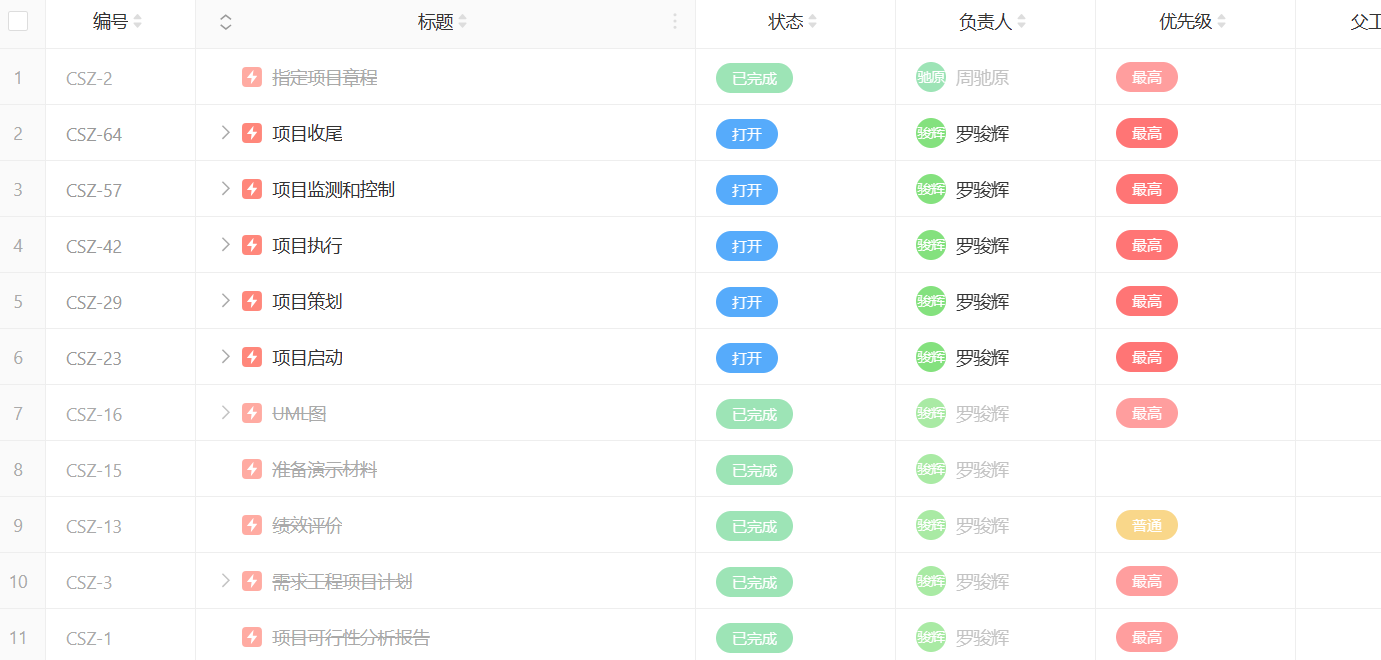 编号 标题 状态 负责人 优先级 父工
1 CSZ-2 指定项目章程 已完成 驰原 周驰原 最高
2 CSZ-64 项目收尾 打开 骏辉 罗骏辉 最高
3 CSZ-57 项目监测和控制 打开 骏辉 罗骏辉 最高
4 CSZ-42 项目执行 打开 骏辉 罗骏辉 最高
5 CSZ-29 项目策划 打开 骏辉 罗骏辉 最高
6 CSZ-23 项目启动 打开 骏辉 罗骏辉 最高
7 CSZ-16 UML图 已完成 骏辉 罗骏辉 最高
8 CSZ-15 准备演示材料 已完成 骏辉 罗骏辉
9 CSZ-13 绩效评价 已完成 骏辉 罗骏辉 普通
10 CSZ-3 需求工程项目计划 已完成 骏辉 罗骏辉 最高
11 CSZ-1 项目可行性分析报告 已完成 骏辉 罗骏辉 最高